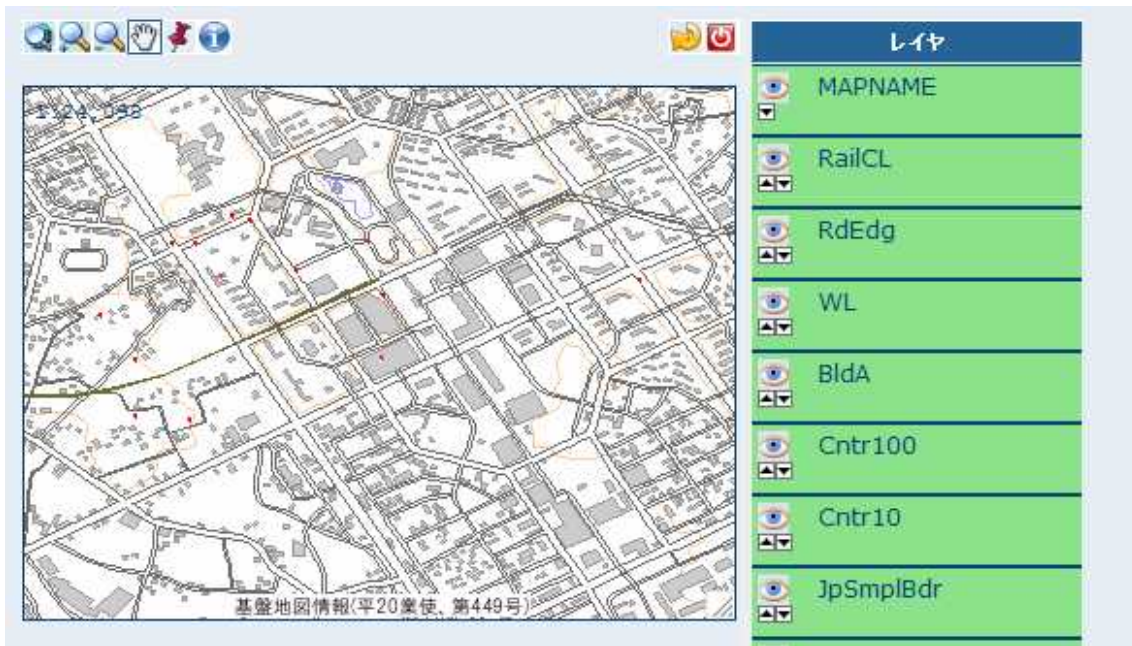 レイヤ
MAPNAME
RailCL
RdEdg
WL
BldA
Cntr100
Cntr10
JpSmplBdr
1:24,098
基盤地図情報(平20業使、第449号)